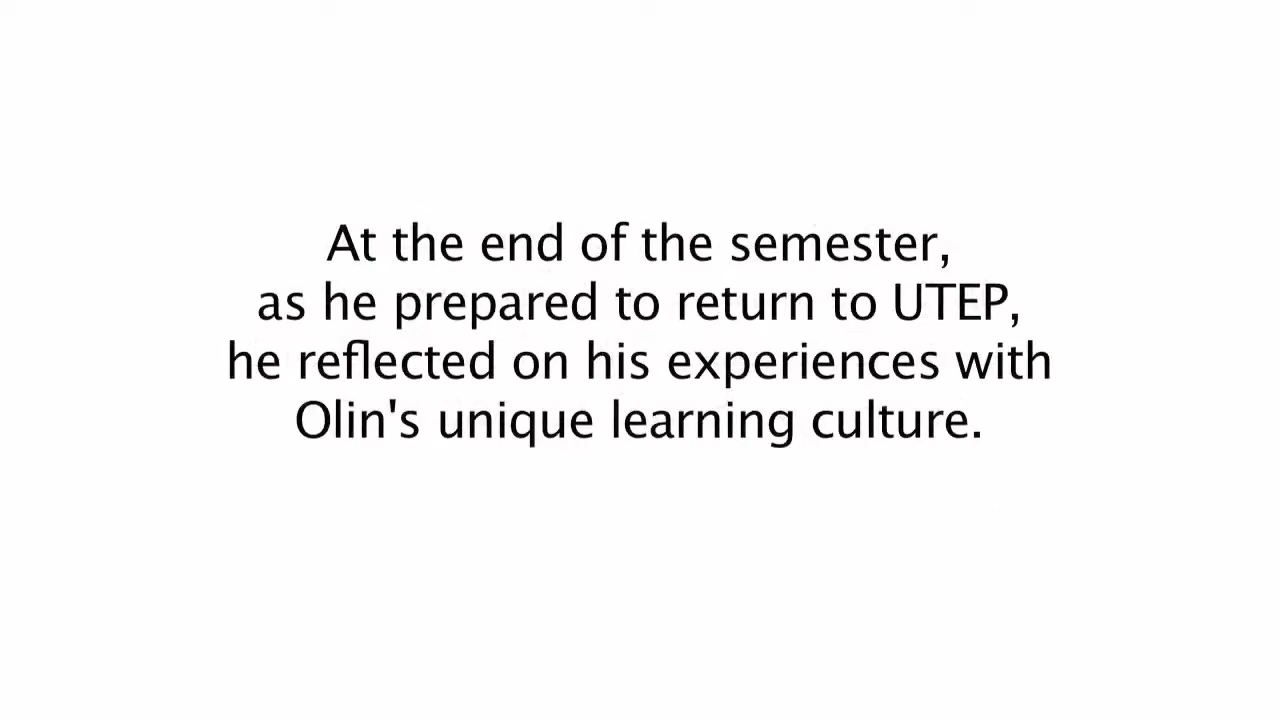 At the end of the semester,
as he prepared to return to UTEP,
he reflected on his experiences with
Olin's unique learning culture.